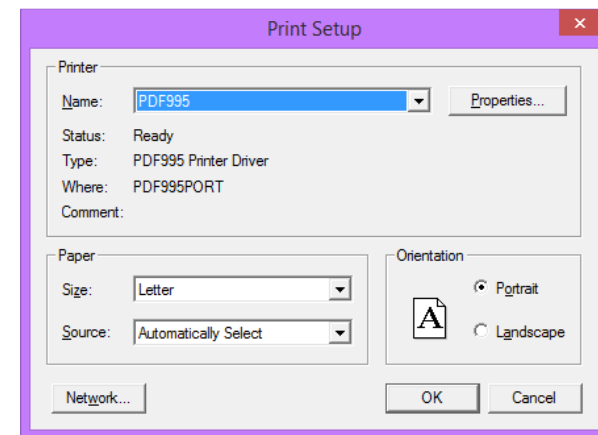 Print Setup
Printer
Name: PDF995 Properties...
Status: Ready
Type: PDF995 Printer Driver
Where: PDF995PORT
Comment:
Paper
Size: Letter
Source: Automatically Select
Orientation
A
Portrait
Landscape
Network... OK Cancel